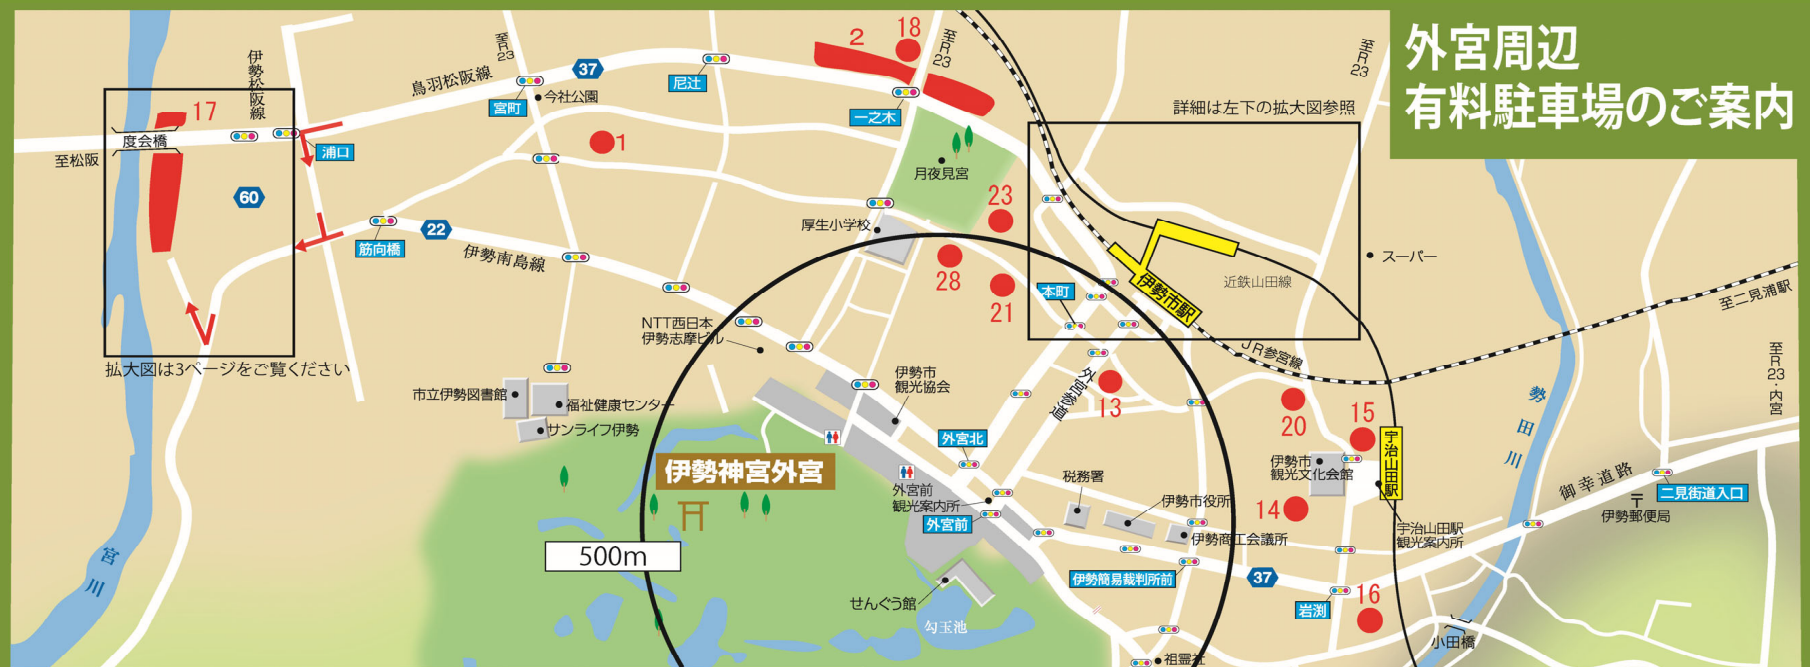 外宮周辺
有料駐車場のご案内
詳細は左下の拡大図参照
至R23
至R23
至R23
伊勢松阪線
鳥羽松阪線
37
尼辻
2
18
17
度会橋
至松阪
浦口
60
宮町
今社公園
1
一之木
月夜見宮
23
厚生小学校
28
21
筋向橋
22
伊勢南島線
本町
伊勢市駅
近鉄山田線
スーパー
至二見浦駅
JR参宮線
拡大図は3ページをご覧ください
NTT西日本
伊勢志摩ビル
伊勢市
観光協会
外宮参道
13
20
15
至R23・内宮
勢田川
市立伊勢図書館
福祉健康センター
サンライフ伊勢
伊勢神宮外宮
外宮北
外宮前
観光案内所
外宮前
税務署
伊勢市役所
伊勢商工会議所
伊勢市
観光文化会館
宇治山田駅
14
宇治山田駅
観光案内所
御幸道路
〒
伊勢郵便局
二見街道入口
500m
宮川
せんぐう館
勾玉池
伊勢簡易裁判所前
37
岩渕
16
小田橋
祖霊社